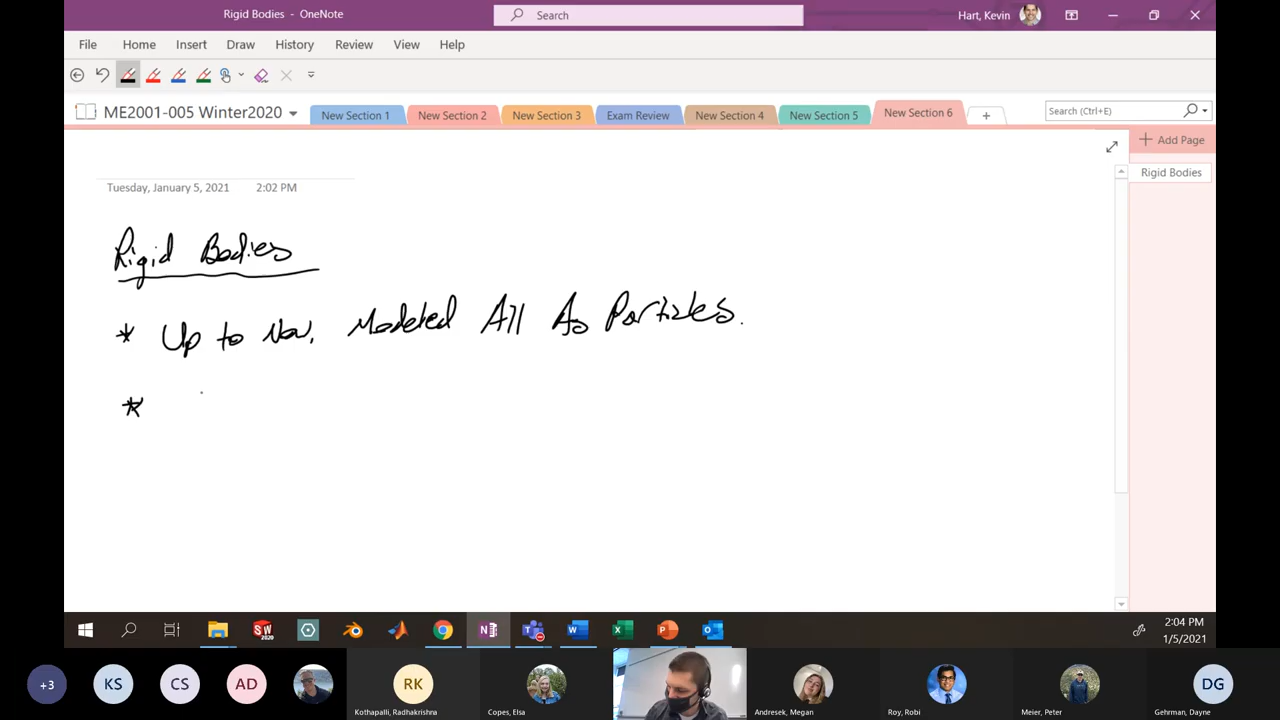 Rigid Bodies - OneNote
Search
Hart, Kevin
File Home Insert Draw History Review View Help
ME2001-005 Winter2020
New Section 1 New Section 2 New Section 3 Exam Review New Section 4 New Section 5 New Section 6 +
Search (Ctrl+E)
+ Add Page
Rigid Bodies
Tuesday, January 5, 2021 2:02 PM
Rigid Bodies
* Up to Now, Modeled All As Particles.
*
SW 2020
2:04 PM
1/5/2021
+3 KS CS AD RK DG
Kothapalli, Radhakrishna Copes, Elsa Andresek, Megan Roy, Robi Meier, Peter Gehrman, Dayne